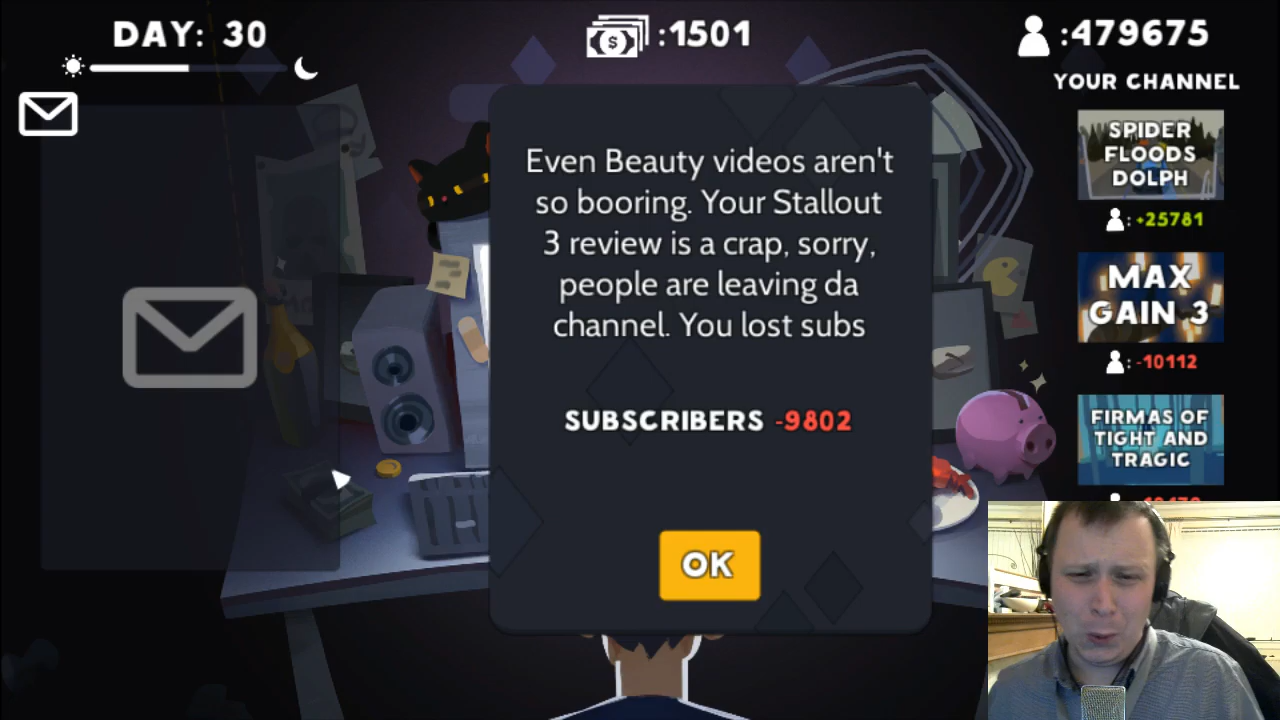 DAY: 30
:1501
:479675
YOUR CHANNEL
SPIDER
FLOODS
DOLPH
: +25781
MAX
GAIN 3
: -10112
FIRMAS OF
TIGHT AND
TRAGIC
Even Beauty videos aren't
so booring. Your Stallout
3 review is a crap, sorry,
people are leaving da
channel. You lost subs
SUBSCRIBERS -9802
OK